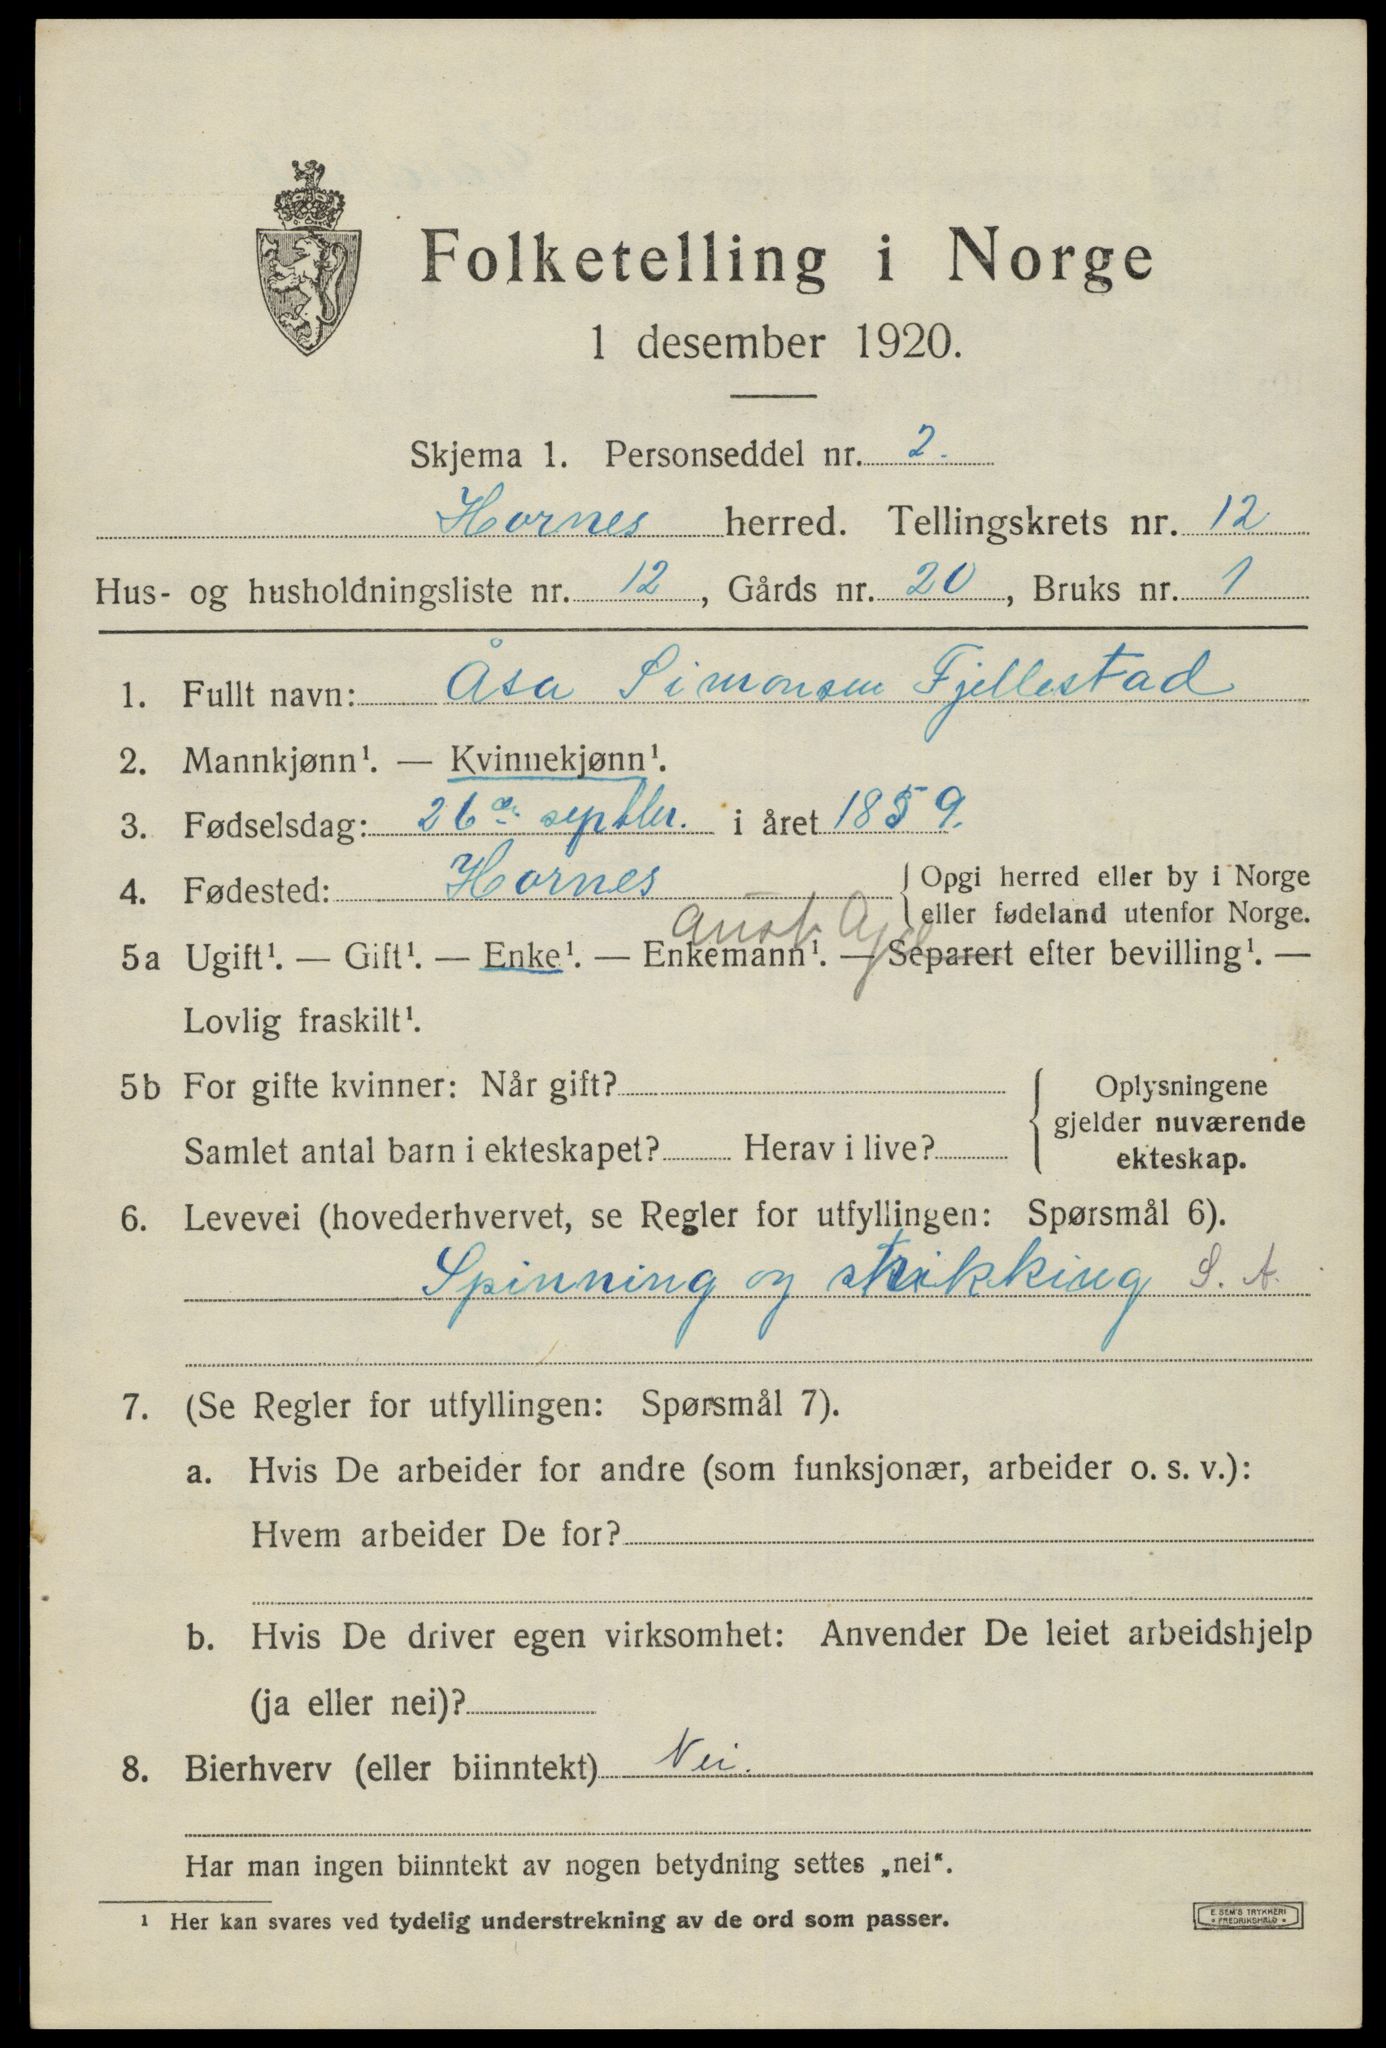 Folketelling i Norge
1 desember 1920.
Skjema 1. Personseddel nr. 2.
Hornes herred. Tellingskrets nr. 12
Hus- og husholdningsliste nr. 12, Gårds nr. 20, Bruks nr. 1
1. Fullt navn: Åsa Simonsen Fjellestad
2. Mannkjønn¹. — Kvinnekjønn¹.
3. Fødselsdag: 26de septbr. i året 1859.
4. Fødested: Hornes { Opgi herred eller by i Norge
eller fødeland utenfor Norge.
Aust-Agd
5a Ugift¹. — Gift¹. — Enke¹. — Enkemann¹. — Separert efter bevilling¹. —
Lovlig fraskilt¹.
5b For gifte kvinner: Når gift? { Oplysningene
gjelder nuværende
Samlet antal barn i ekteskapet? Herav i live? ekteskap.
6. Levevei (hovederhvervet, se Regler for utfyllingen: Spørsmål 6).
Spinning og strikking S. A.
7. (Se Regler for utfyllingen: Spørsmål 7).
a. Hvis De arbeider for andre (som funksjonær, arbeider o. s. v.):
Hvem arbeider De for?
b. Hvis De driver egen virksomhet: Anvender De leiet arbeidshjelp
(ja eller nei)?
8. Bierhverv (eller biinntekt) Nei.
Har man ingen biinntekt av nogen betydning settes „nei“.
¹ Her kan svares ved tydelig understrekning av de ord som passer.
E. SEM'S TRYKKERI
• FREDRIKSHALD •